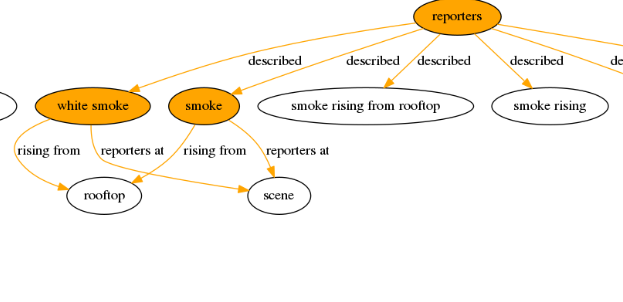 reporters
described
described
described
described
de
white smoke
smoke
smoke rising from rooftop
smoke rising
rising from
reporters at
rising from
reporters at
rooftop
scene